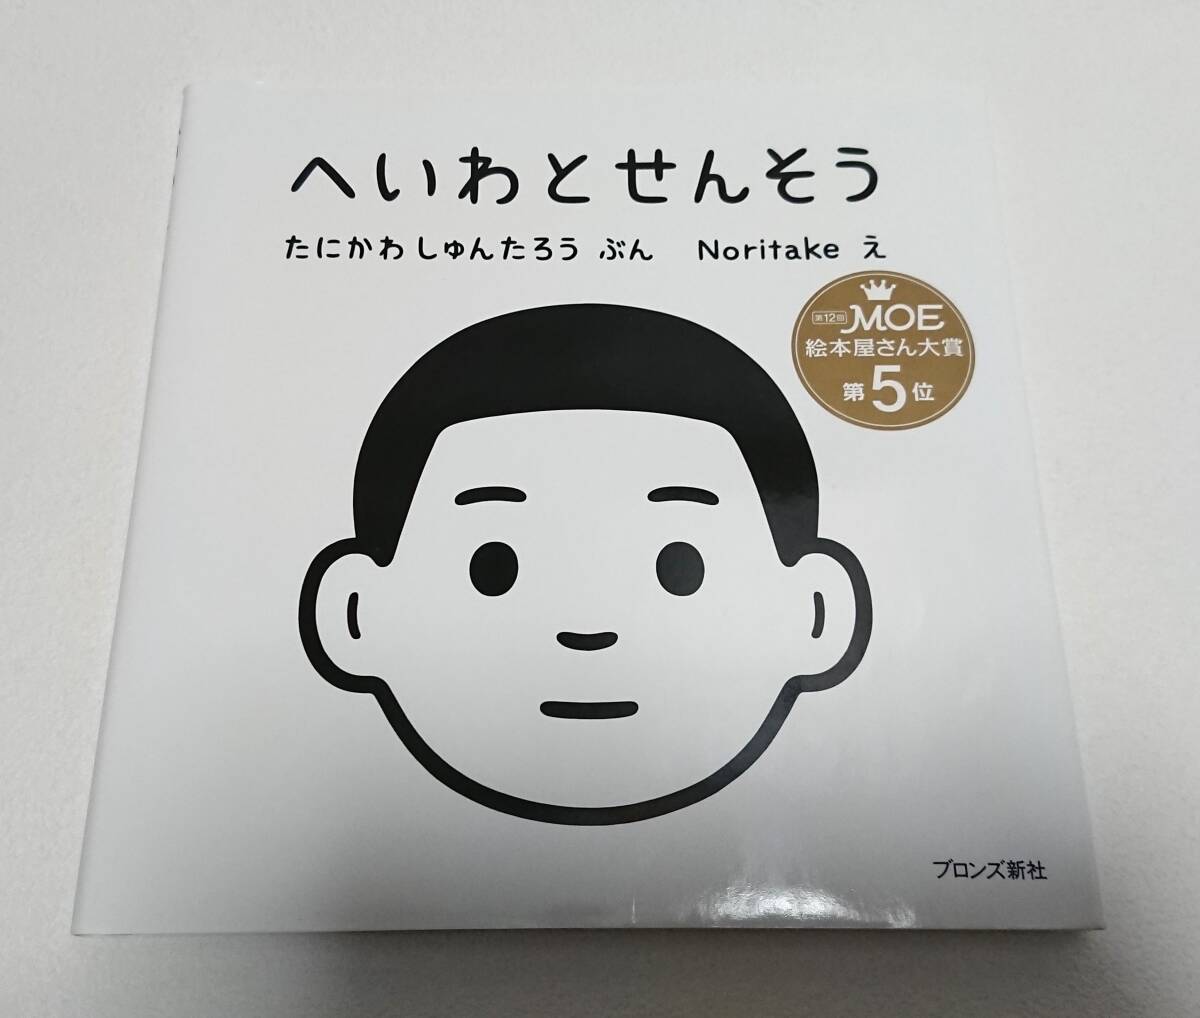 へいわとせんそう
たにかわしゅんたろう ぶん Noritake え
第12回 MOE
絵本屋さん大賞
第5位
ブロンズ新社